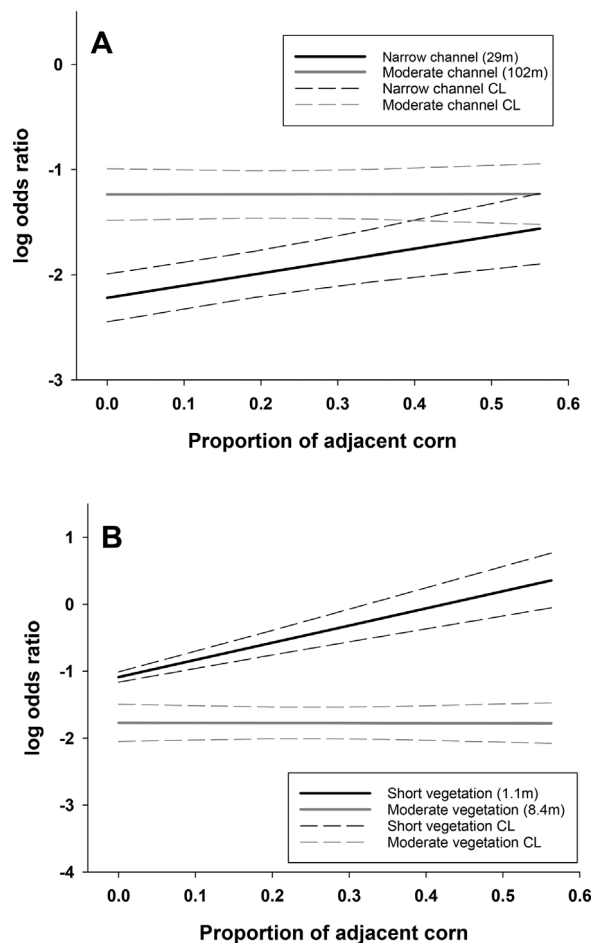 A
Narrow channel (29m)
Moderate channel (102m)
Narrow channel CL
Moderate channel CL
0
-1
-2
-3
log odds ratio
0.0 0.1 0.2 0.3 0.4 0.5 0.6
Proportion of adjacent corn
B
1
0
-1
-2
-3
-4
log odds ratio
Short vegetation (1.1m)
Moderate vegetation (8.4m)
Short vegetation CL
Moderate vegetation CL
0.0 0.1 0.2 0.3 0.4 0.5 0.6
Proportion of adjacent corn